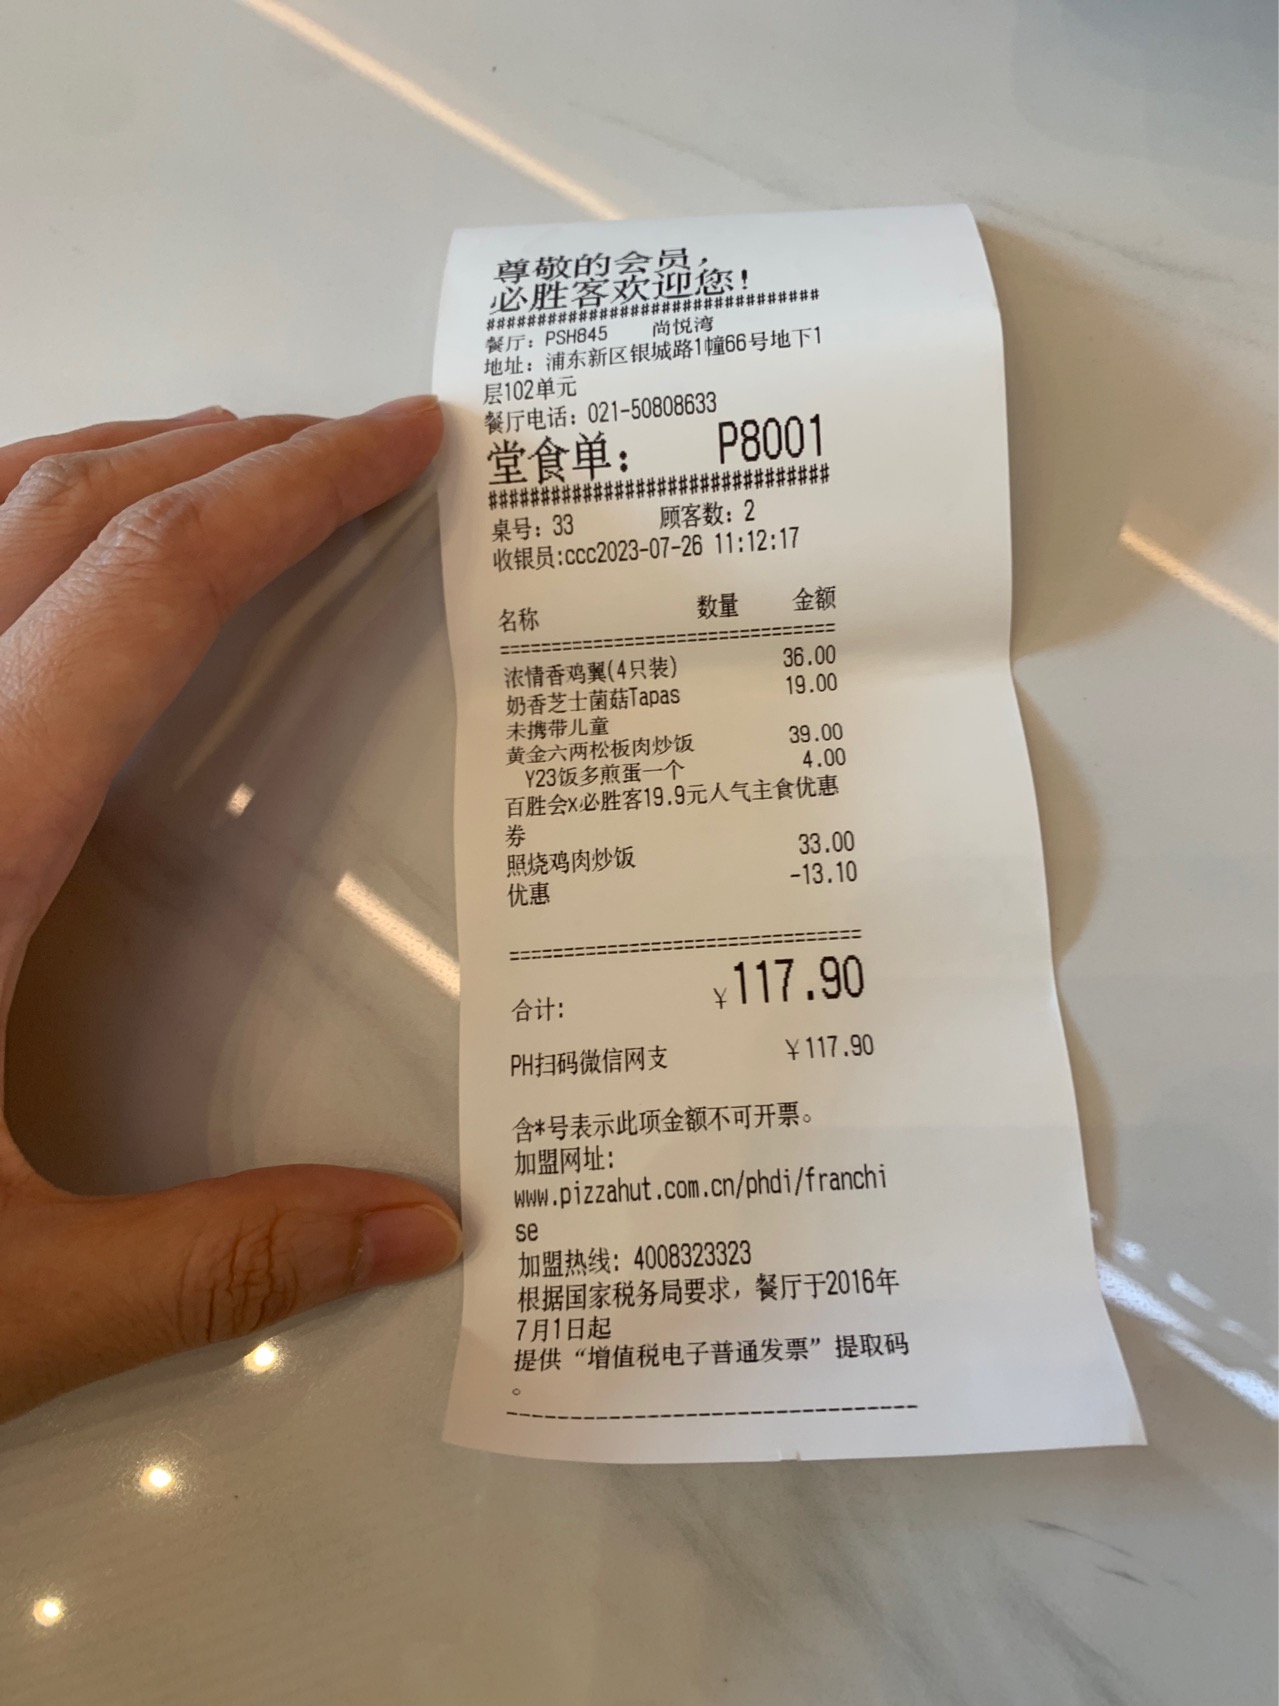 尊敬的会员，
必胜客欢迎您！
################################
餐厅：PSH845 尚悦湾
地址：浦东新区银城路1幢66号地下1
层102单元
餐厅电话：021-50808633
堂食单： P8001
################################
桌号：33 顾客数：2
收银员:ccc2023-07-26 11:12:17
名称 数量 金额
================================
浓情香鸡翼(4只装) 36.00
奶香芝士菌菇Tapas 19.00
未携带儿童
黄金六两松板肉炒饭 39.00
Y23饭多煎蛋一个 4.00
百胜会x必胜客19.9元人气主食优惠
券
照烧鸡肉炒饭 33.00
优惠 -13.10
================================
合计: ￥117.90
PH扫码微信网支 ￥117.90
含*号表示此项金额不可开票。
加盟网址:
www.pizzahut.com.cn/phdi/franchi
se
加盟热线：4008323323
根据国家税务局要求，餐厅于2016年
7月1日起
提供“增值税电子普通发票”提取码
。
--------------------------------